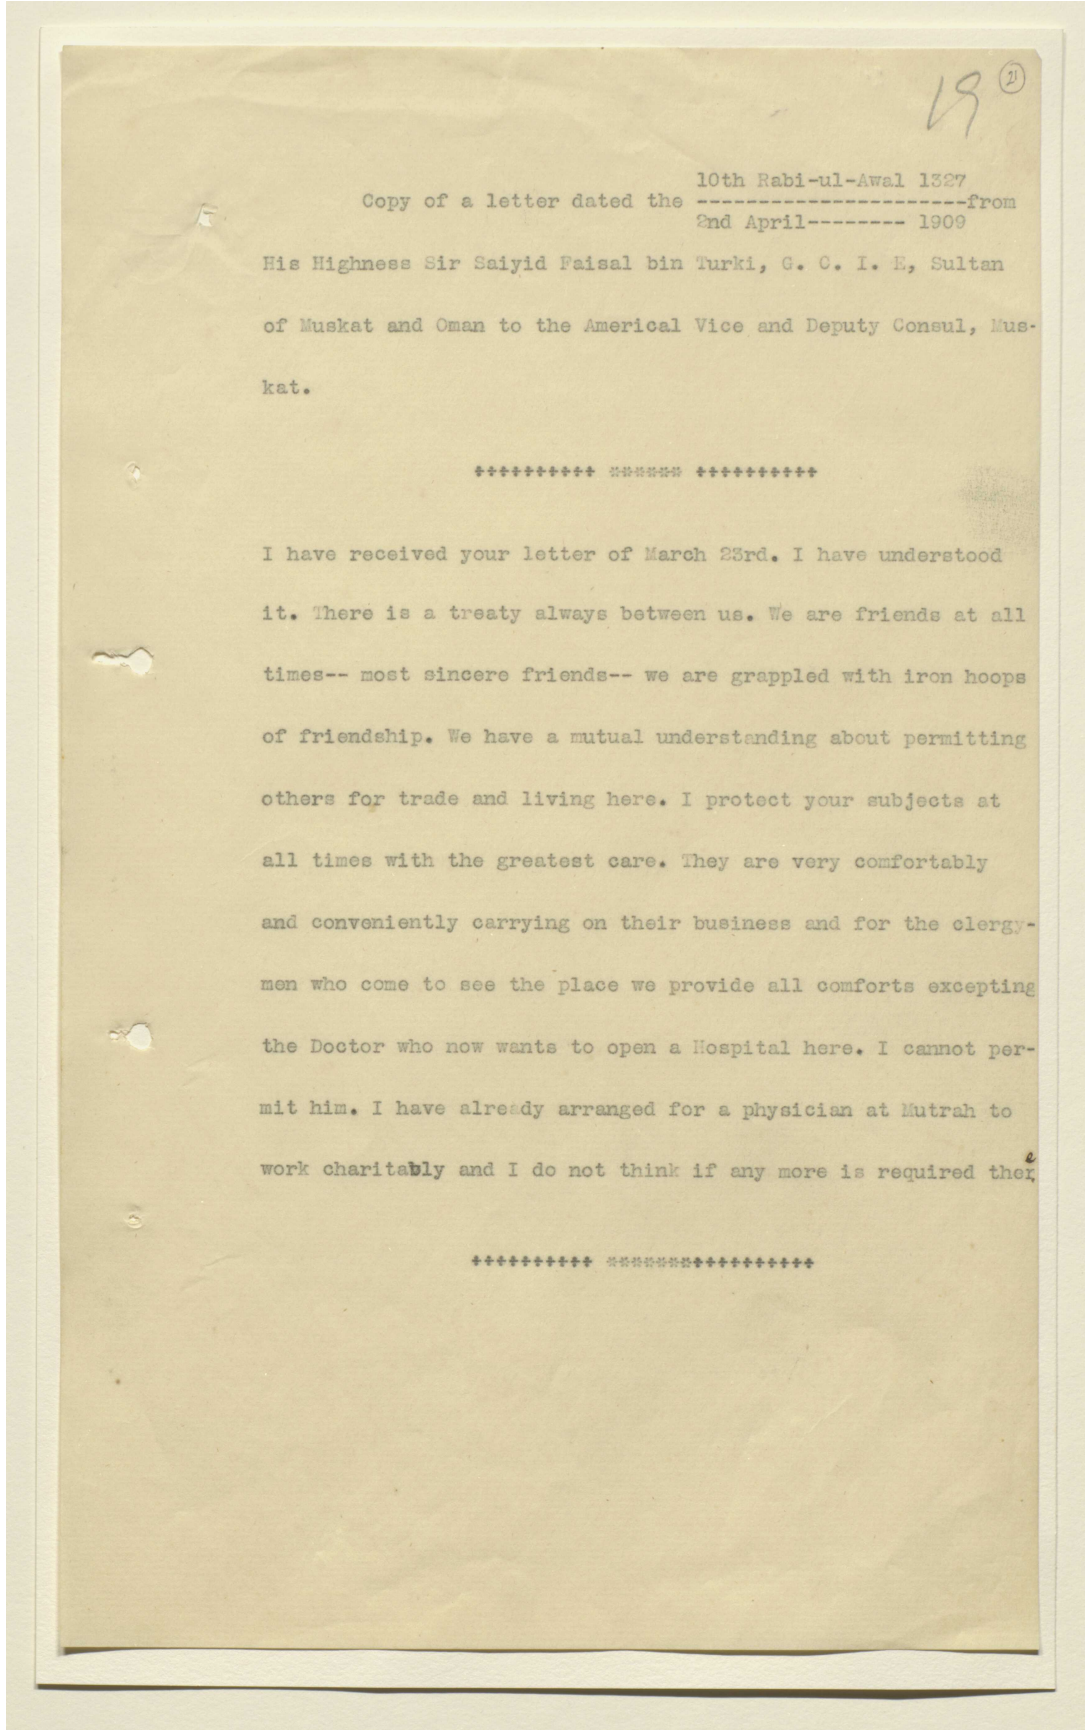 19 21
10th Rabi-ul-Awal 1327
Copy of a letter dated the ----------------------from
2nd April-------- 1909
His Highness Sir Saiyid Faisal bin Turki, G. C. I. E, Sultan
of Muskat and Oman to the Americal Vice and Deputy Consul, Mus-
kat.
++++++++++ ****** ++++++++++
I have received your letter of March 23rd. I have understood
it. There is a treaty always between us. We are friends at all
times-- most sincere friends-- we are grappled with iron hoops
of friendship. We have a mutual understanding about permitting
others for trade and living here. I protect your subjects at
all times with the greatest care. They are very comfortably
and conveniently carrying on their business and for the clergy-
men who come to see the place we provide all comforts excepting
the Doctor who now wants to open a Hospital here. I cannot per-
mit him. I have already arranged for a physician at Mutrah to
work charitably and I do not think if any more is required there
++++++++++ *******++++++++++